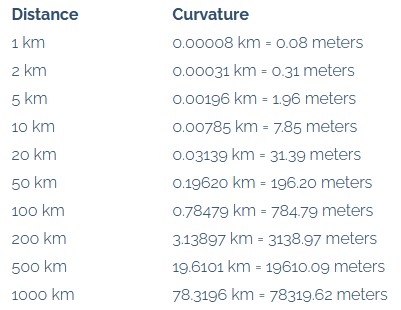 Distance Curvature
1 km 0.00008 km = 0.08 meters
2 km 0.00031 km = 0.31 meters
5 km 0.00196 km = 1.96 meters
10 km 0.00785 km = 7.85 meters
20 km 0.03139 km = 31.39 meters
50 km 0.19620 km = 196.20 meters
100 km 0.78479 km = 784.79 meters
200 km 3.13897 km = 3138.97 meters
500 km 19.6101 km = 19610.09 meters
1000 km 78.3196 km = 78319.62 meters